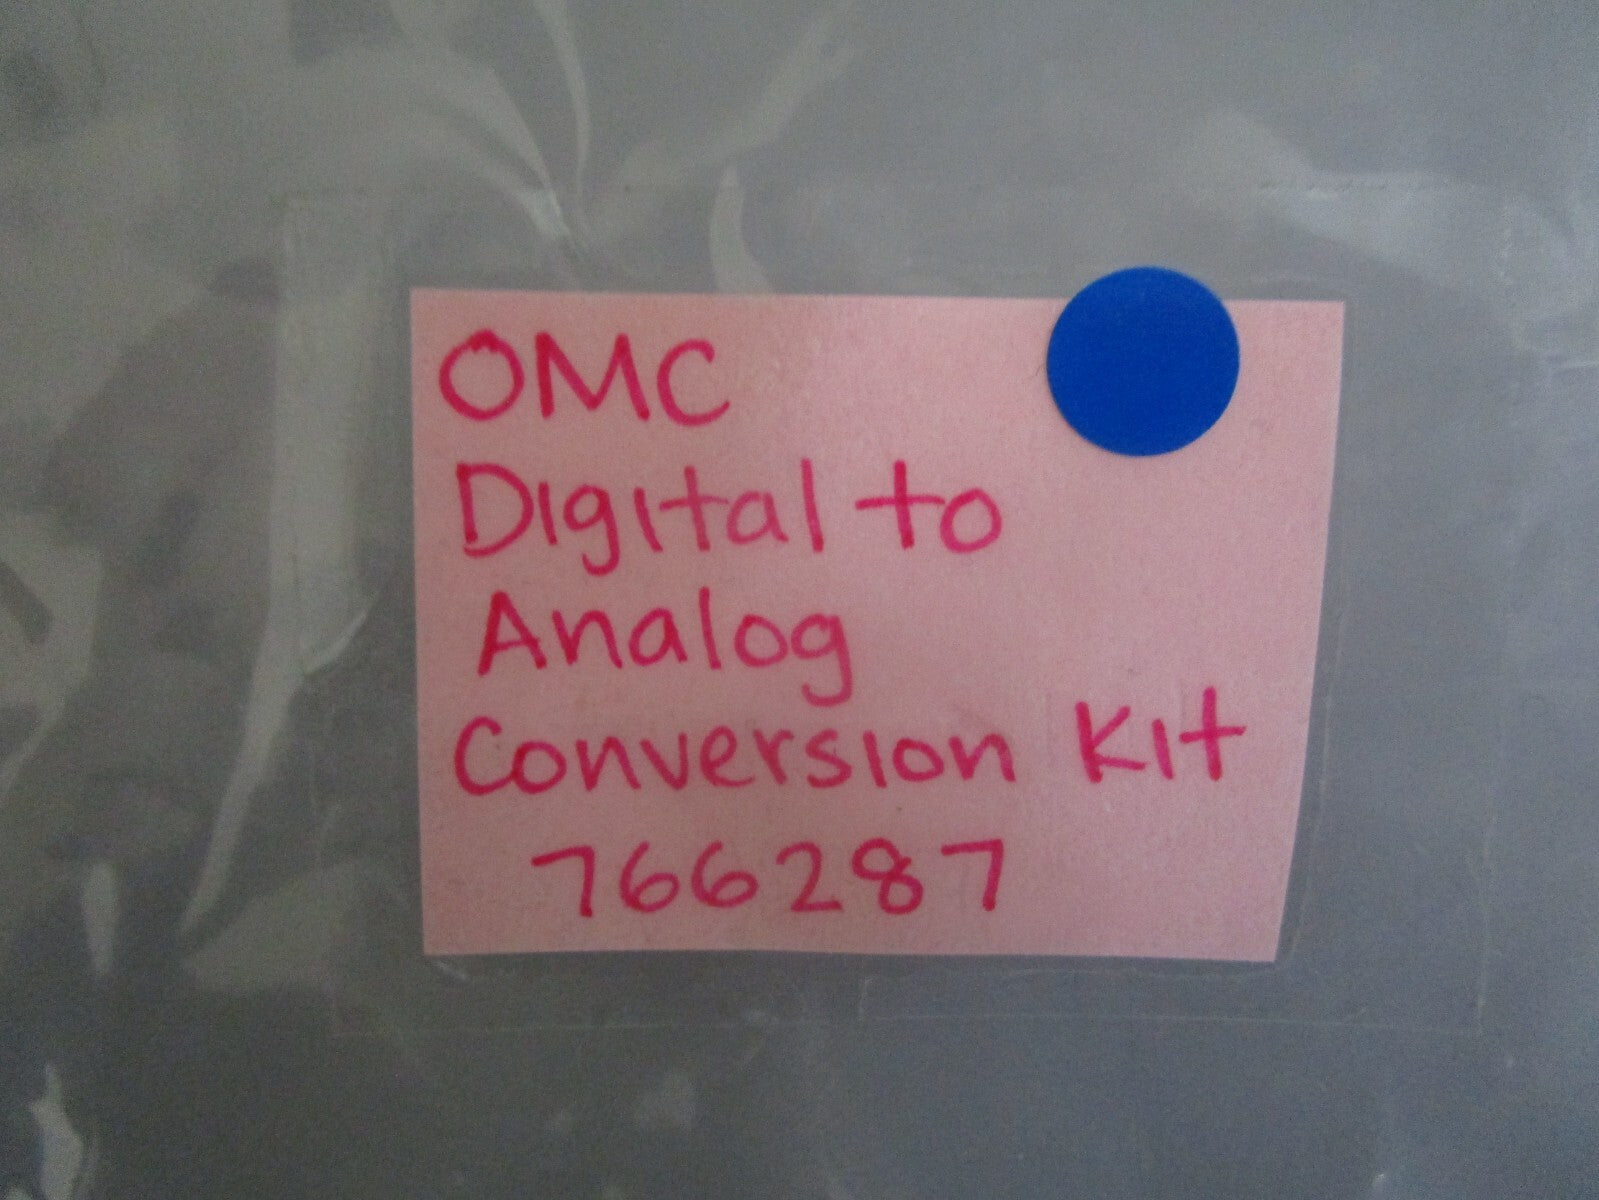 OMC
Digital to
Analog
Conversion Kit
766287